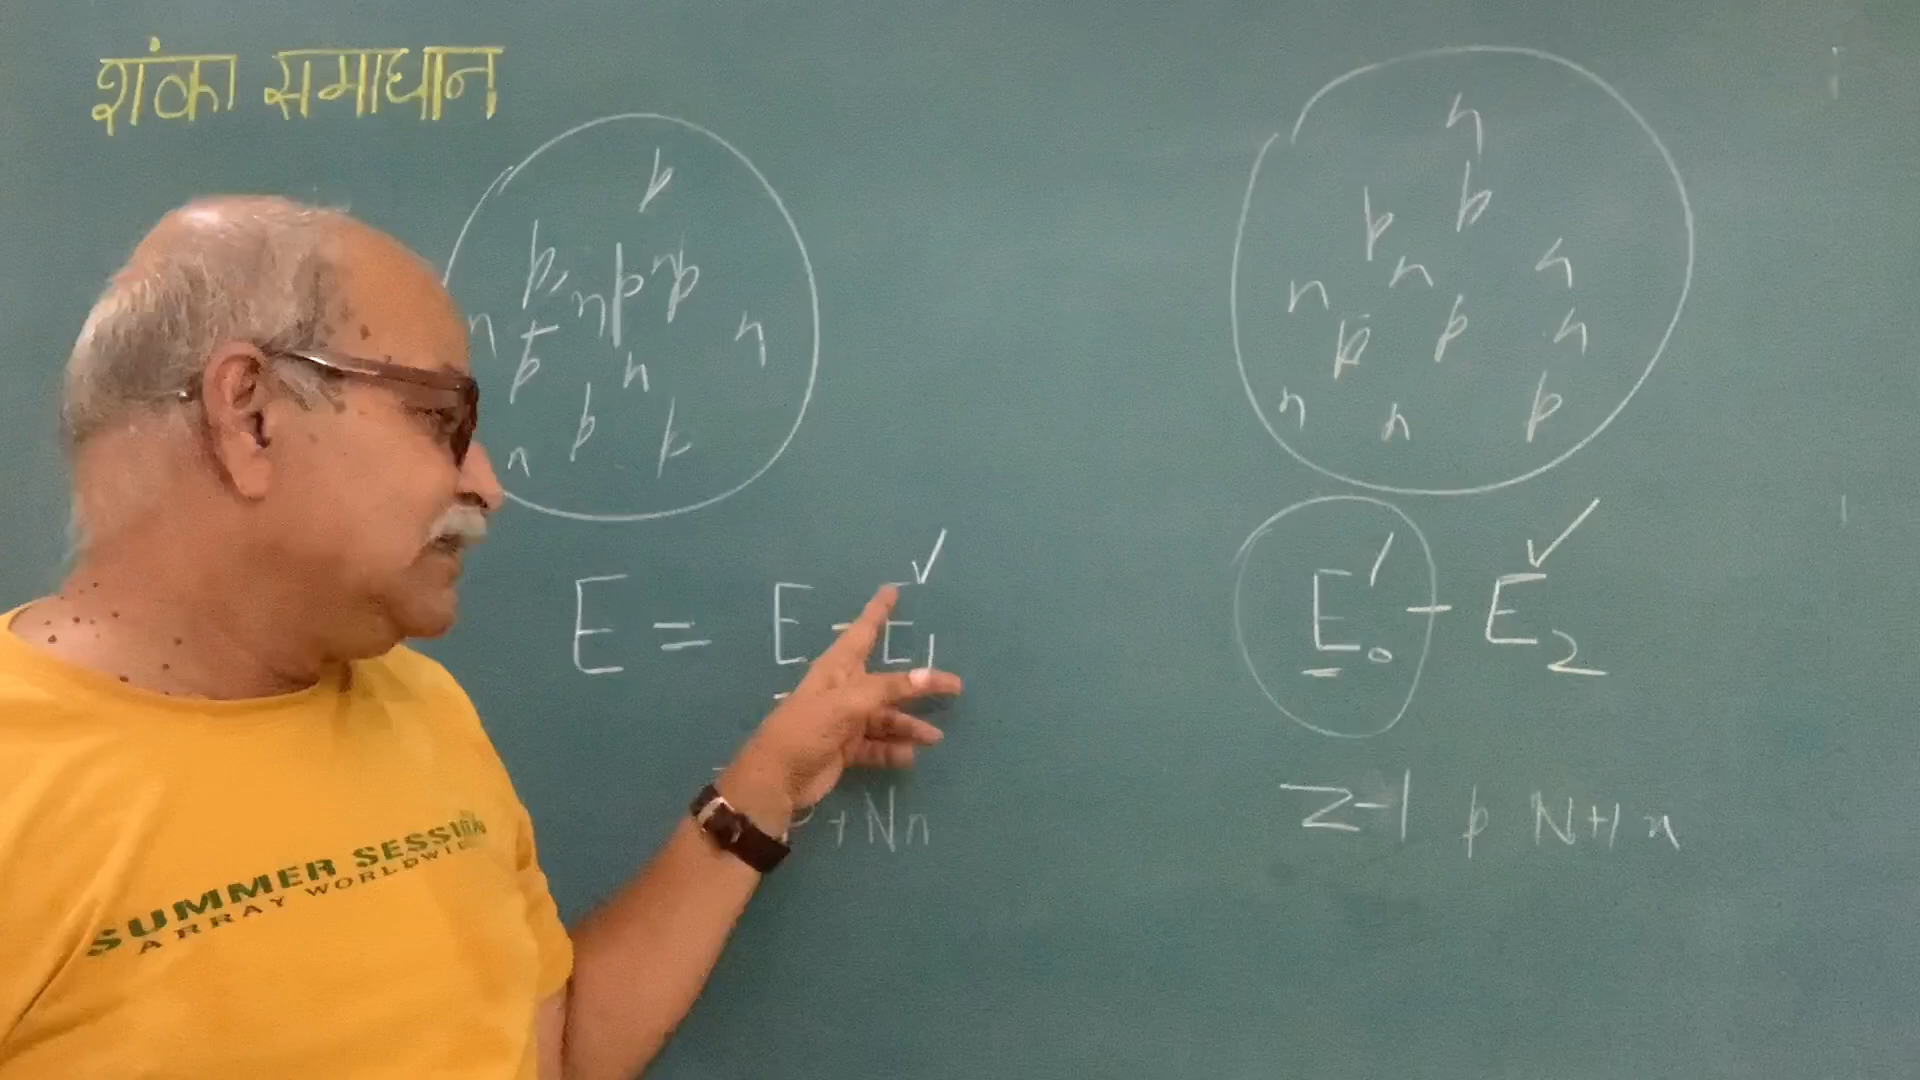 शंका समाधान
p
p n p n p
n n
p n
p p
n
n
p p
n n n
p p n
n n p
E = E - E₁ ✓
E₀' - E₂ ✓
p + N n
Z-1 p N+1 n
SUMMER SESSION
ARRAY WORLDWIDE